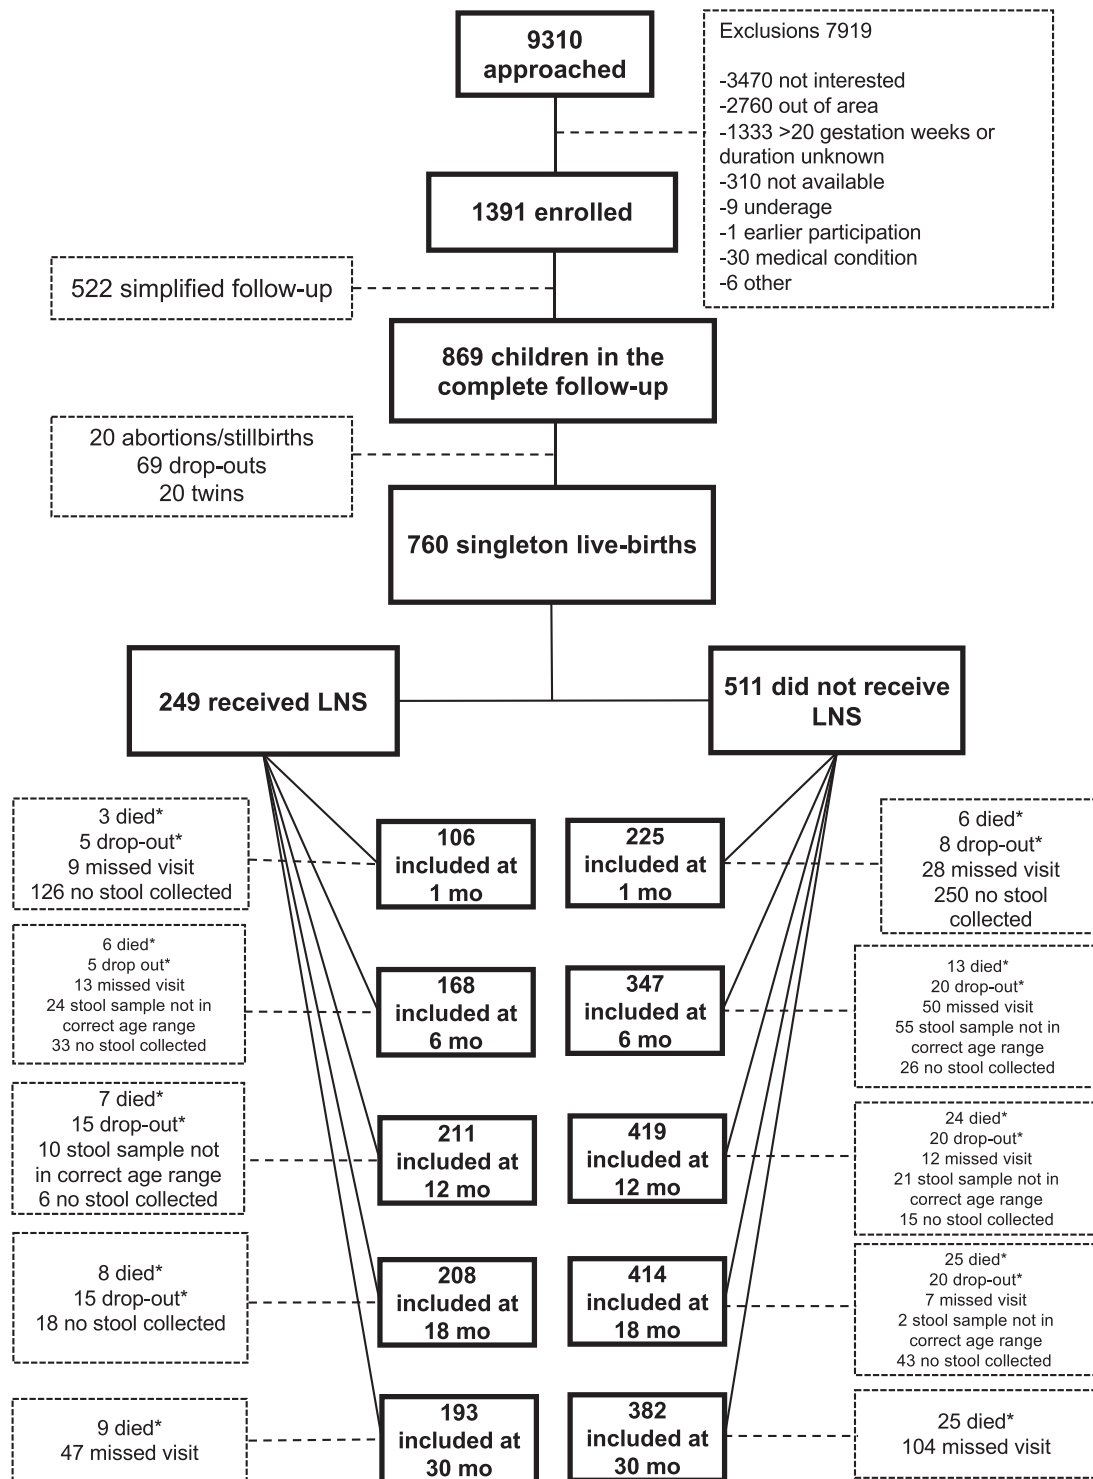 9310
approached
Exclusions 7919
-3470 not interested
-2760 out of area
-1333 >20 gestation weeks or
duration unknown
-310 not available
-9 underage
-1 earlier participation
-30 medical condition
-6 other
1391 enrolled
522 simplified follow-up
869 children in the
complete follow-up
20 abortions/stillbirths
69 drop-outs
20 twins
760 singleton live-births
249 received LNS
511 did not receive
LNS
3 died*
5 drop-out*
9 missed visit
126 no stool collected
106
included at
1 mo
225
included at
1 mo
6 died*
8 drop-out*
28 missed visit
250 no stool
collected
6 died*
5 drop out*
13 missed visit
24 stool sample not in
correct age range
33 no stool collected
168
included at
6 mo
347
included at
6 mo
13 died*
20 drop-out*
50 missed visit
55 stool sample not in
correct age range
26 no stool collected
7 died*
15 drop-out*
10 stool sample not
in correct age range
6 no stool collected
211
included at
12 mo
419
included at
12 mo
24 died*
20 drop-out*
12 missed visit
21 stool sample not in
correct age range
15 no stool collected
8 died*
15 drop-out*
18 no stool collected
208
included at
18 mo
414
included at
18 mo
25 died*
20 drop-out*
7 missed visit
2 stool sample not in
correct age range
43 no stool collected
9 died*
47 missed visit
193
included at
30 mo
382
included at
30 mo
25 died*
104 missed visit